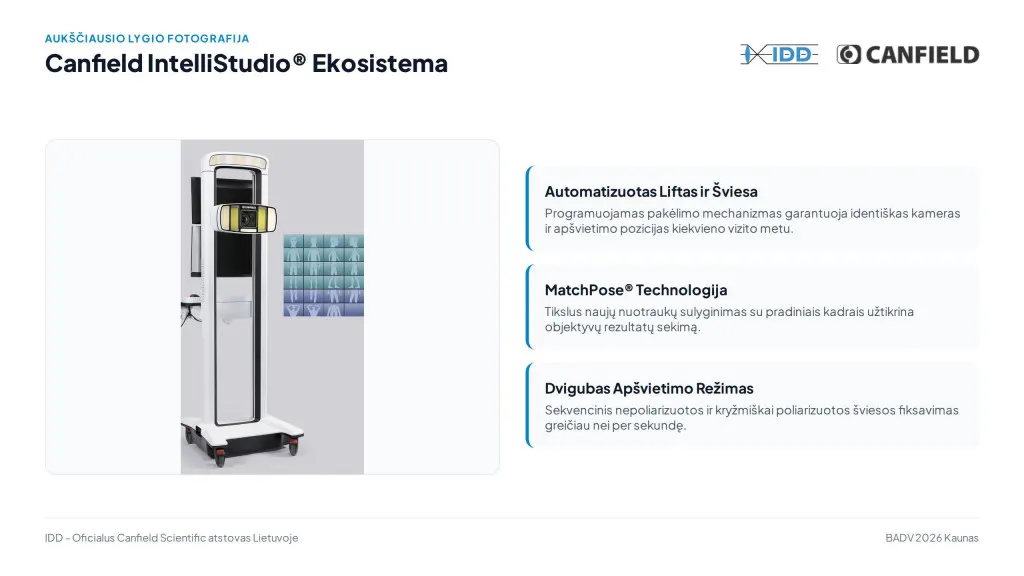 AUKŠČIAUSIO LYGIO FOTOGRAFIJA
Canfield IntelliStudio® Ekosistema
IDD
CANFIELD
Automatizuotas Liftas ir Šviesa
Programuojamas pakėlimo mechanizmas garantuoja identiškas kameras
ir apšvietimo pozicijas kiekvieno vizito metu.
MatchPose® Technologija
Tikslus naujų nuotraukų sulyginimas su pradiniais kadrais užtikrina
objektyvų rezultatų sekimą.
Dvigubas Apšvietimo Režimas
Sekvencinis nepoliarizuotos ir kryžmiškai poliarizuotos šviesos fiksavimas
greičiau nei per sekundę.
IDD - Oficialus Canfield Scientific atstovas Lietuvoje
BADV 2026 Kaunas